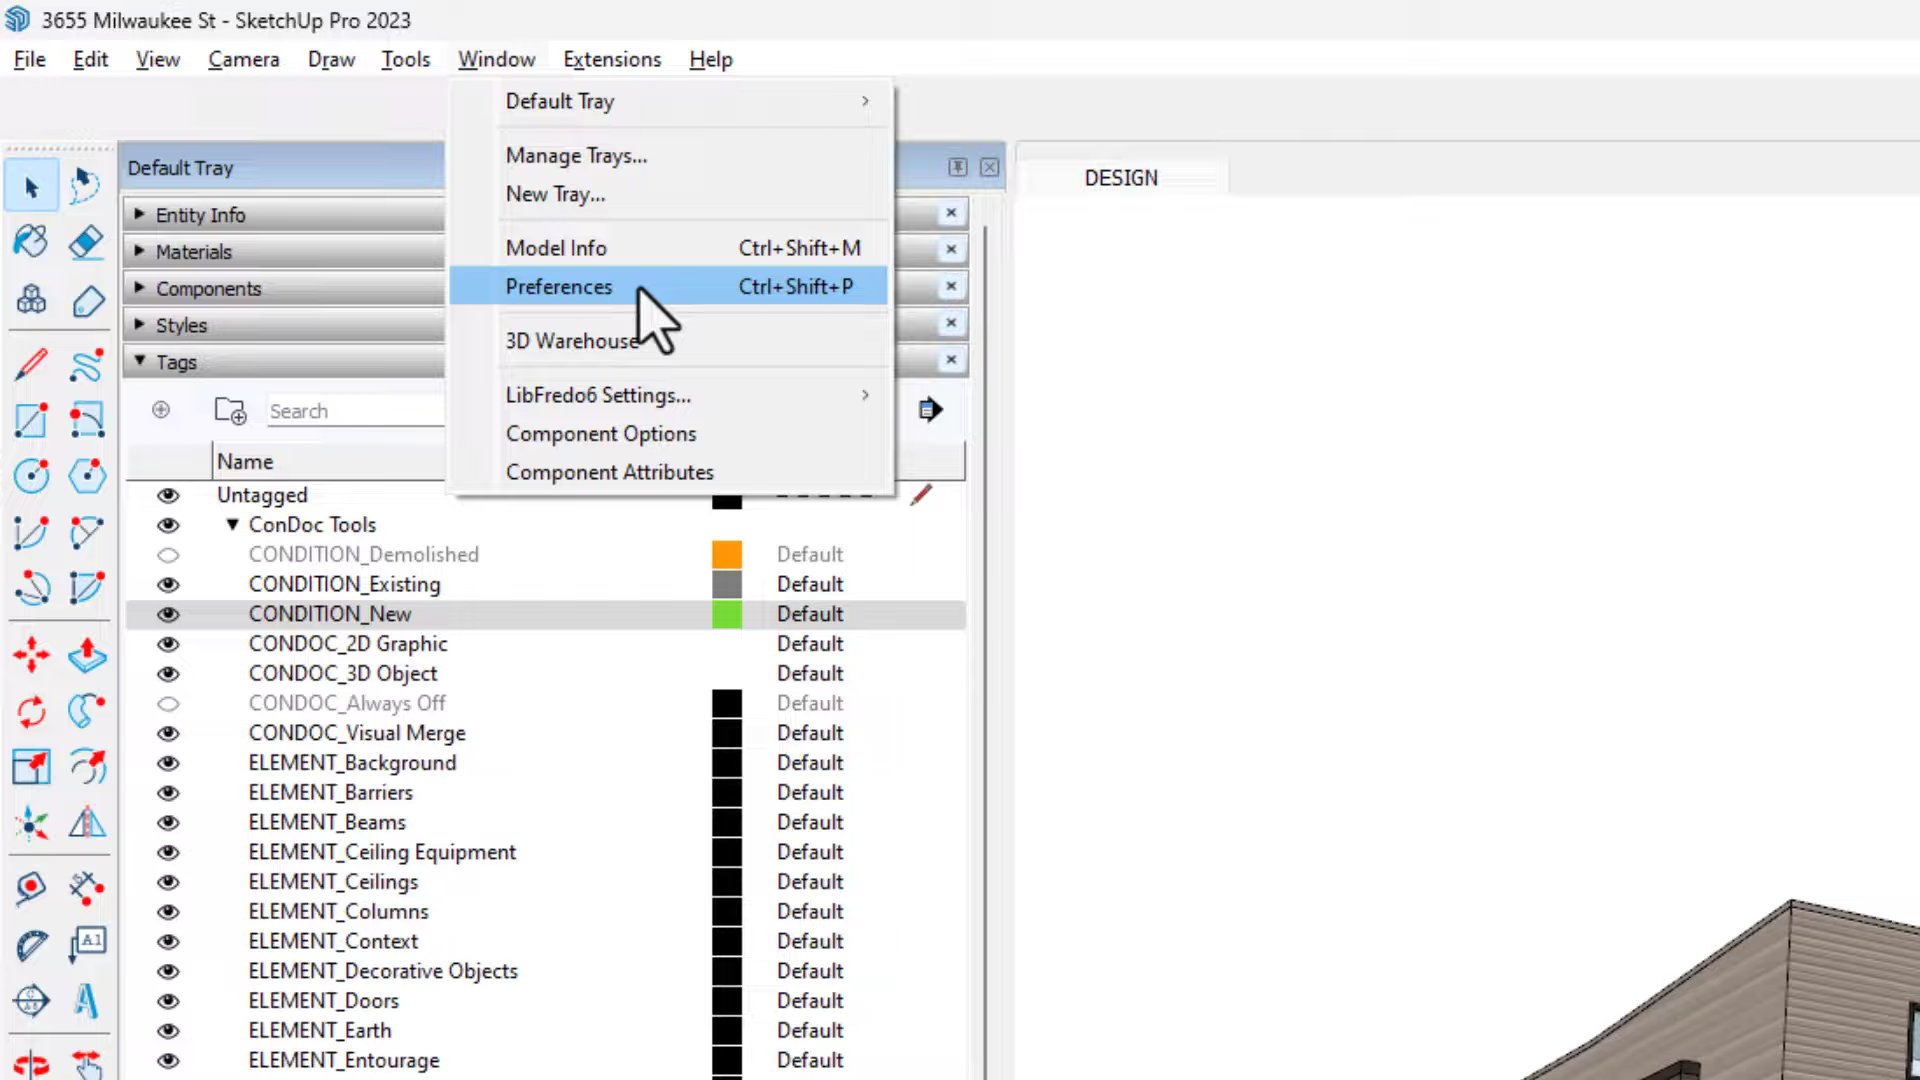 3655 Milwaukee St - SketchUp Pro 2023
File Edit View Camera Draw Tools Window Extensions Help
Default Tray
Manage Trays...
New Tray...
Model Info Ctrl+Shift+M
Preferences Ctrl+Shift+P
3D Warehouse
LibFredo6 Settings...
Component Options
Component Attributes
Default Tray
Entity Info
Materials
Components
Styles
Tags
Search
Name
Untagged
ConDoc Tools
CONDITION_Demolished Default
CONDITION_Existing Default
CONDITION_New Default
CONDOC_2D Graphic Default
CONDOC_3D Object Default
CONDOC_Always Off Default
CONDOC_Visual Merge Default
ELEMENT_Background Default
ELEMENT_Barriers Default
ELEMENT_Beams Default
ELEMENT_Ceiling Equipment Default
ELEMENT_Ceilings Default
ELEMENT_Columns Default
ELEMENT_Context Default
ELEMENT_Decorative Objects Default
ELEMENT_Doors Default
ELEMENT_Earth Default
ELEMENT_Entourage Default
DESIGN
A1